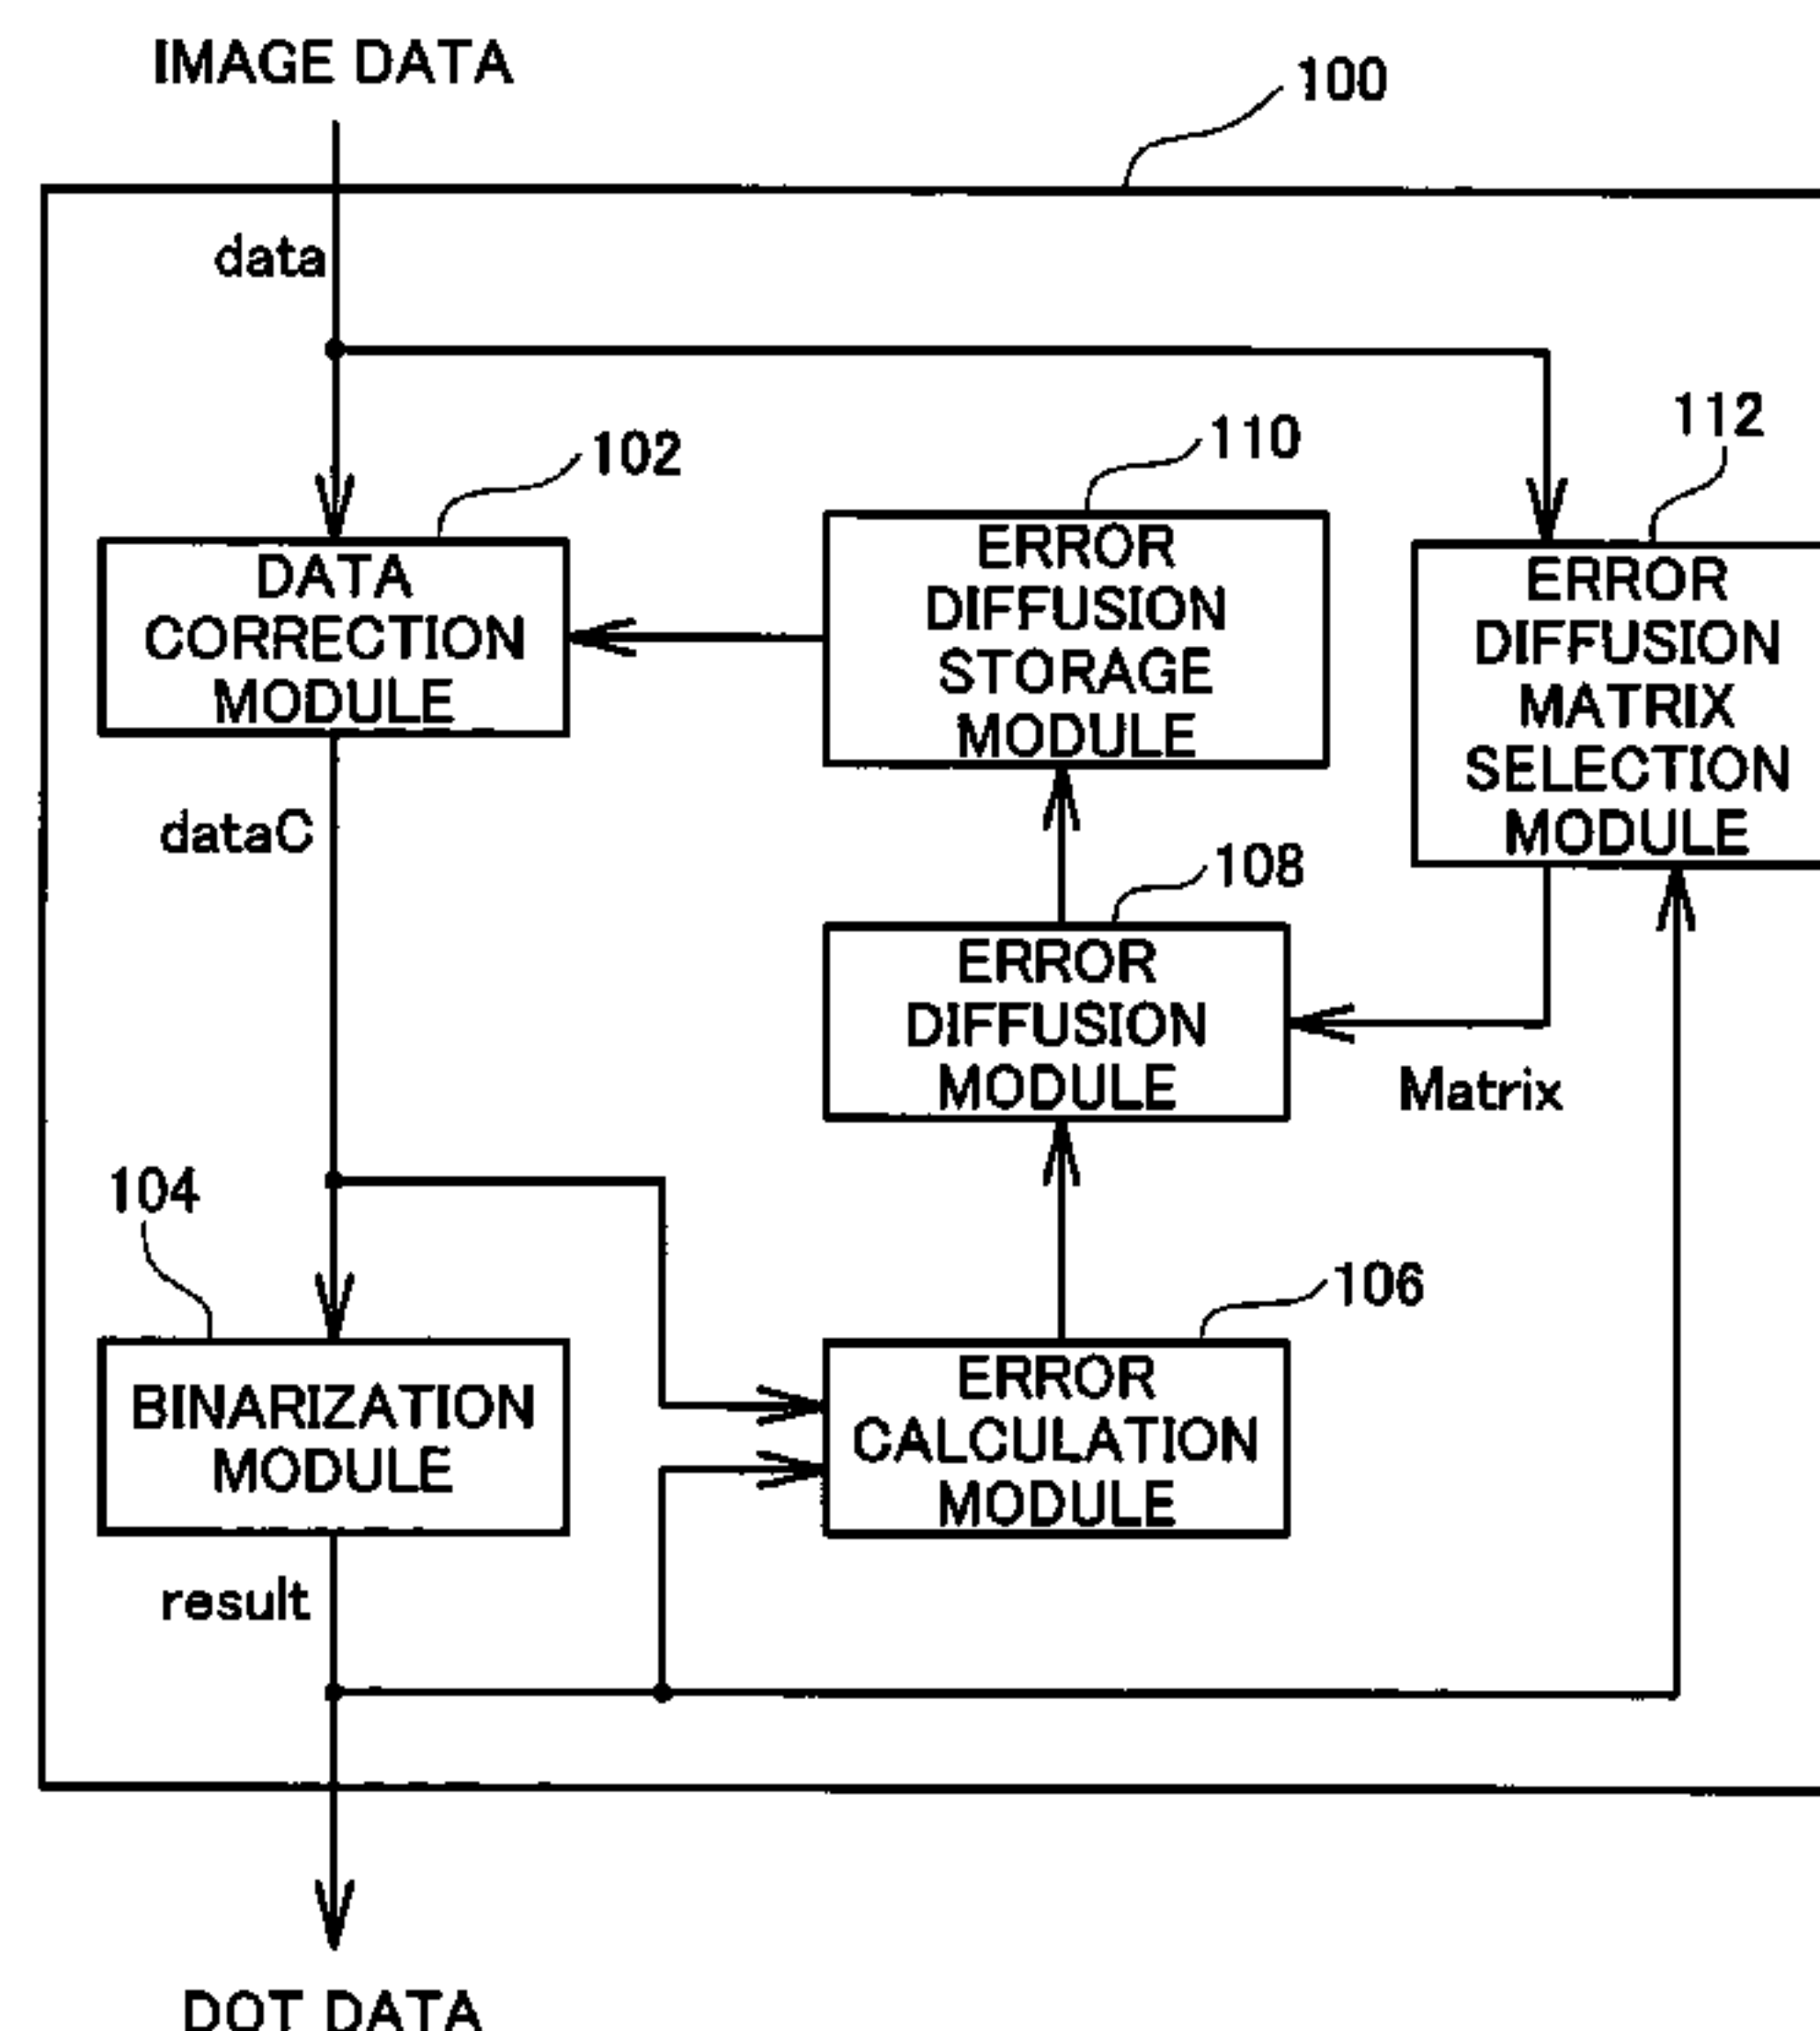 IMAGE DATA
100
data
102
110
112
DATA
CORRECTION
MODULE
ERROR
DIFFUSION
STORAGE
MODULE
ERROR
DIFFUSION
MATRIX
SELECTION
MODULE
dataC
108
ERROR
DIFFUSION
MODULE
Matrix
104
106
BINARIZATION
MODULE
ERROR
CALCULATION
MODULE
result
DOT DATA